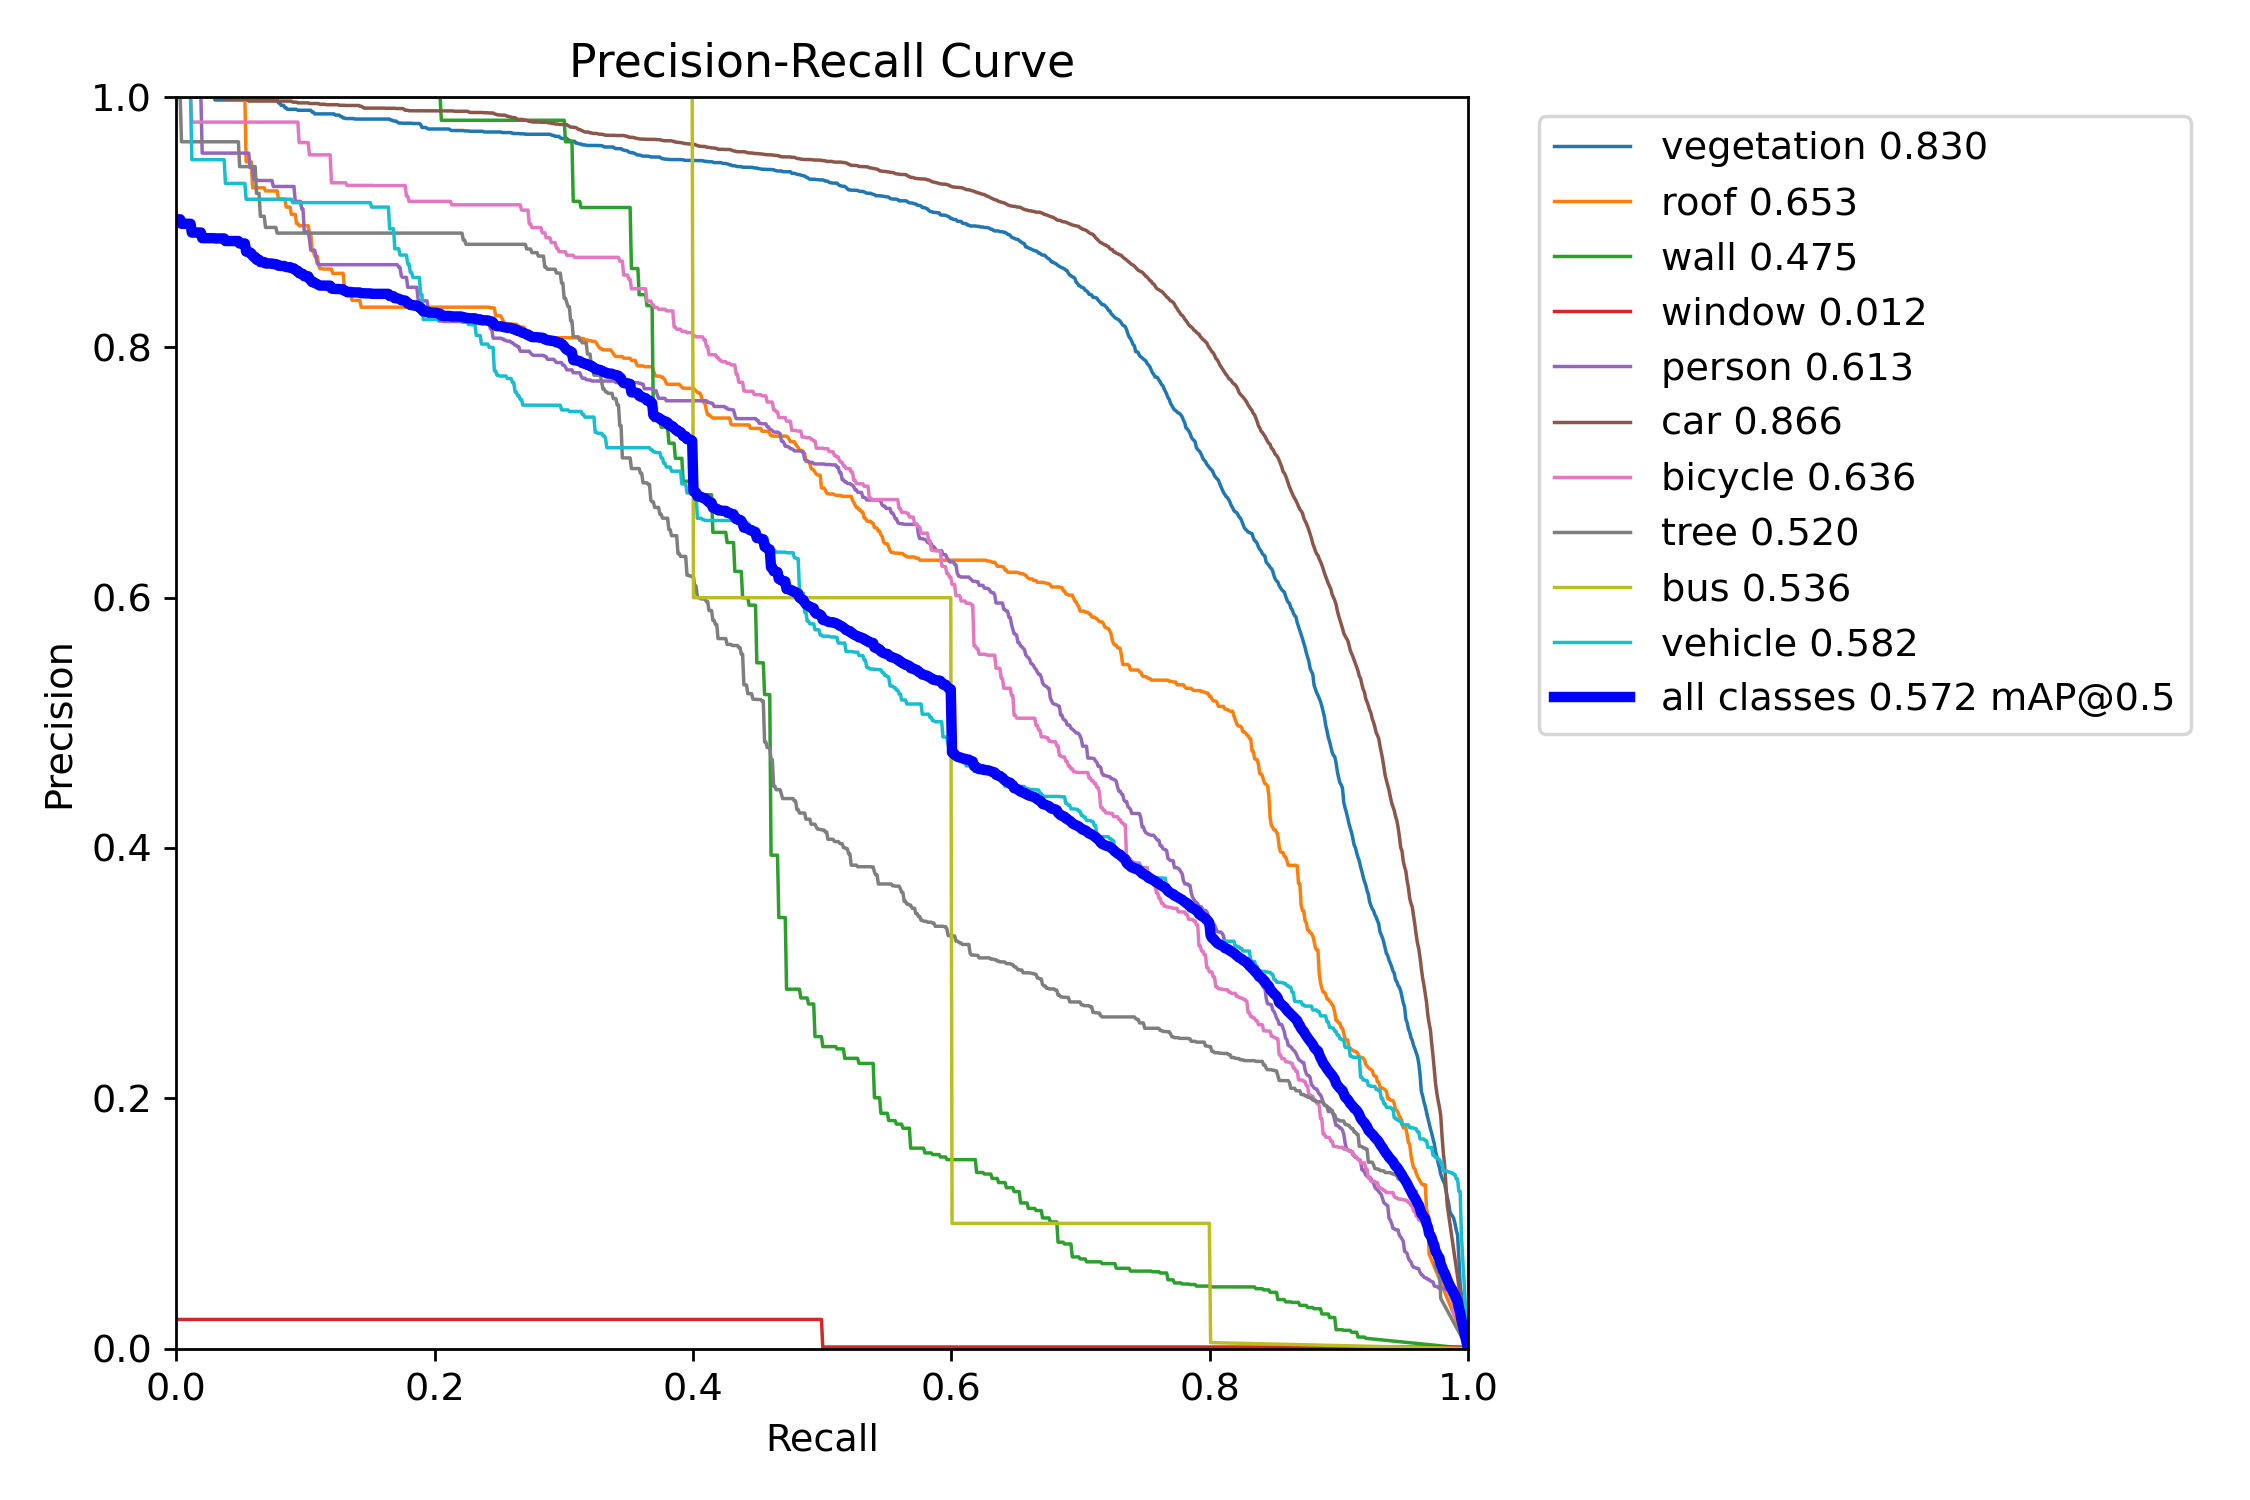 Precision-Recall Curve
1.0
0.8
0.6
0.4
0.2
0.0
Precision
0.0 0.2 0.4 0.6 0.8 1.0
Recall
vegetation 0.830
roof 0.653
wall 0.475
window 0.012
person 0.613
car 0.866
bicycle 0.636
tree 0.520
bus 0.536
vehicle 0.582
all classes 0.572 mAP@0.5